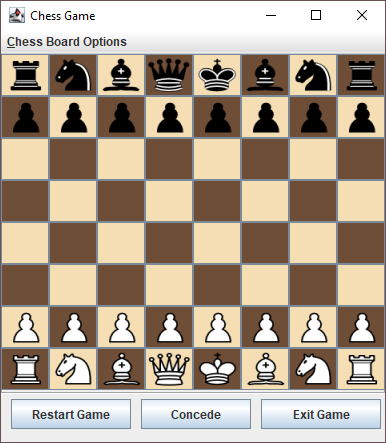 Chess Game
Chess Board Options
Restart Game
Concede
Exit Game